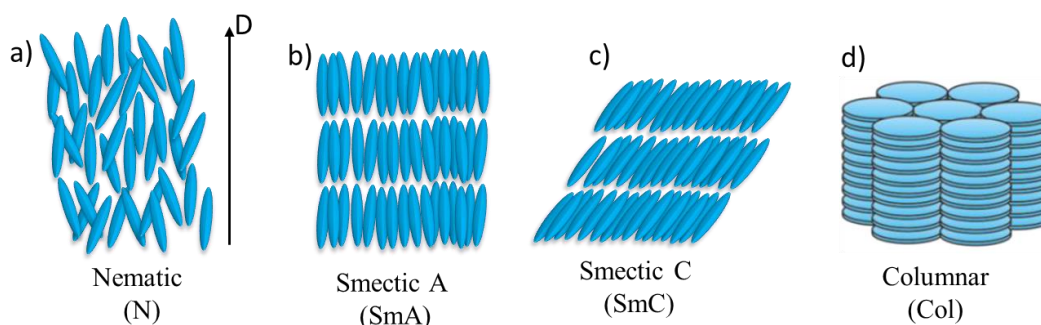 a)
D
b)
c)
d)
Nematic
(N)
Smectic A
(SmA)
Smectic C
(SmC)
Columnar
(Col)